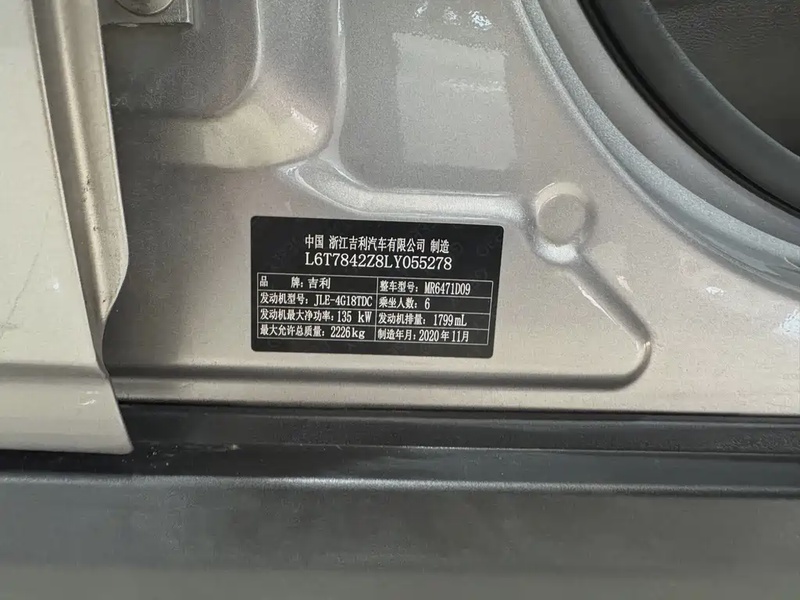 中国 浙江吉利汽车有限公司 制造
L6T7842Z8LY055278
品 牌: 吉利 整车型号: MR6471D09
发动机型号: JLE-4G18TDC 乘坐人数: 6
发动机最大净功率: 135 kW 发动机排量: 1799mL
最大允许总质量: 2226kg 制造年月: 2020年11月